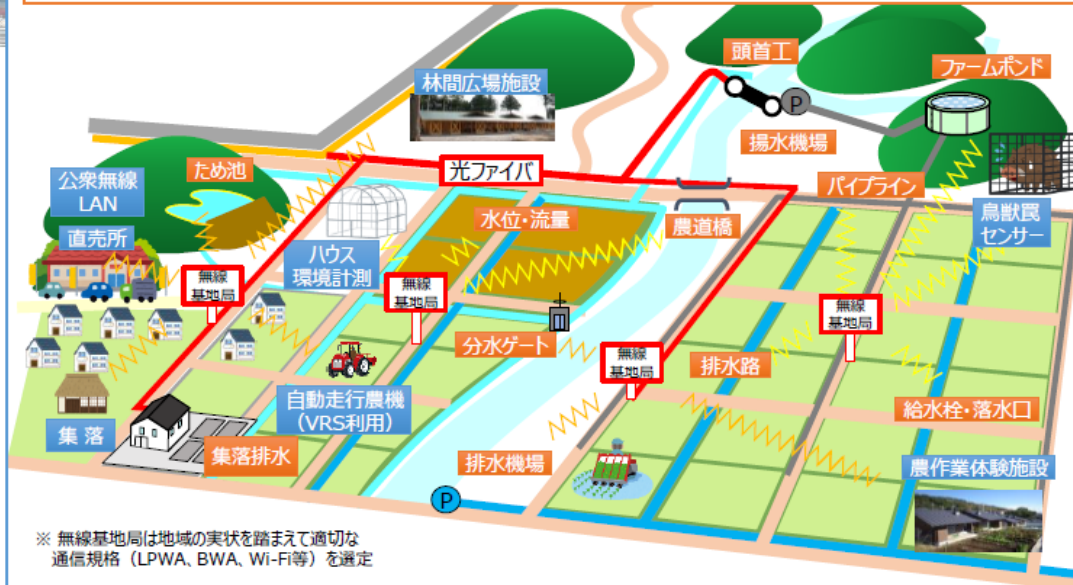 頭首工
ファームポンド
林間広場施設
P
揚水機場
ため池
光ファイバ
パイプライン
公衆無線
LAN
水位・流量
農道橋
鳥獣罠
センサー
直売所
ハウス
環境計測
無線
基地局
無線
基地局
無線
基地局
分水ゲート
無線
基地局
排水路
自動走行農機
（VRS利用）
給水栓・落水口
集落
集落排水
排水機場
農作業体験施設
P
※ 無線基地局は地域の実状を踏まえて適切な
通信規格（LPWA、BWA、Wi-Fi等）を選定